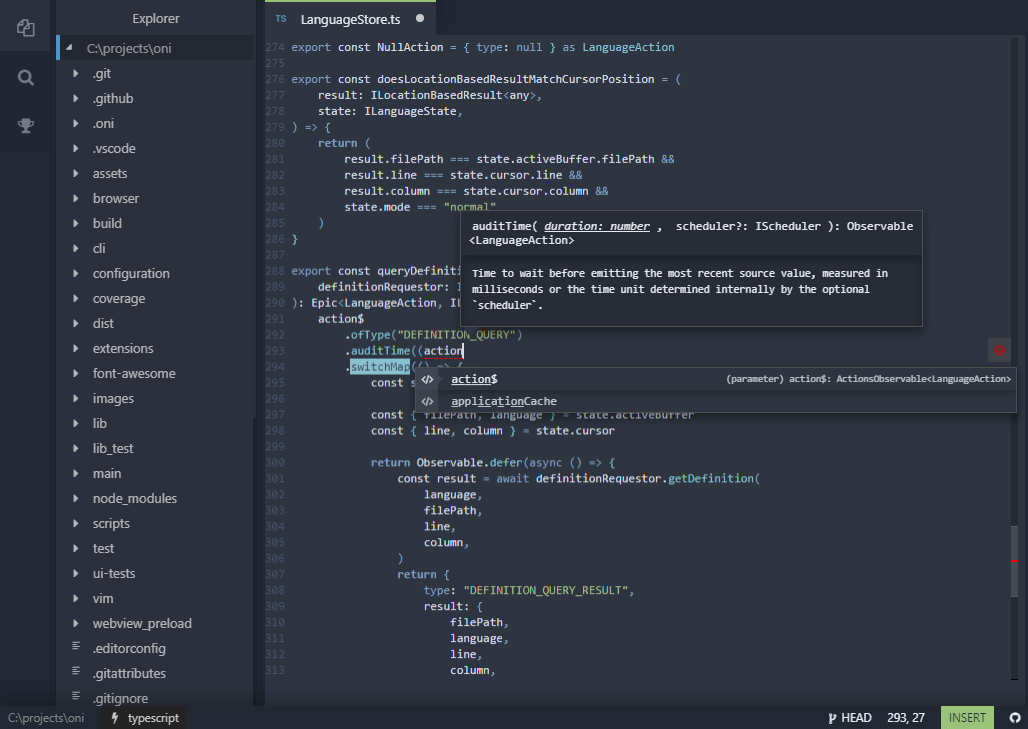 Explorer
C:\projects\oni
.git
.github
.oni
.vscode
assets
browser
build
cli
configuration
coverage
dist
extensions
font-awesome
images
lib
lib_test
main
node_modules
scripts
test
ui-tests
vim
webview_preload
.editorconfig
.gitattributes
.gitignore
TS LanguageStore.ts
274 export const NullAction = { type: null } as LanguageAction
275
276 export const doesLocationBasedResultMatchCursorPosition = (
277 result: ILocationBasedResult<any>,
278 state: ILanguageState,
279 ) => {
280 return (
281 result.filePath === state.activeBuffer.filePath &&
282 result.line === state.cursor.line &&
283 result.column === state.cursor.column &&
284 state.mode === "normal"
285 )
286 }
287
288 export const queryDefiniti
289 definitionRequestor: I
290 ): Epic<LanguageAction, IL
291 action$
292 .ofType("DEFINITION_QUERY")
293 .auditTime((action
294 .switchMap(() => {
295 const s
296
297 const { filePath, language } = state.activeBuffer
298 const { line, column } = state.cursor
299
300 return Observable.defer(async () => {
301 const result = await definitionRequestor.getDefinition(
302 language,
303 filePath,
304 line,
305 column,
306 )
307 return {
308 type: "DEFINITION_QUERY_RESULT",
309 result: {
310 filePath,
311 language,
312 line,
313 column,
auditTime( duration: number , scheduler?: IScheduler ): Observable
<LanguageAction>
Time to wait before emitting the most recent source value, measured in
milliseconds or the time unit determined internally by the optional
`scheduler`.
</> action$ (parameter) action$: ActionsObservable<LanguageAction>
</> applicationCache
C:\projects\oni typescript HEAD 293, 27 INSERT